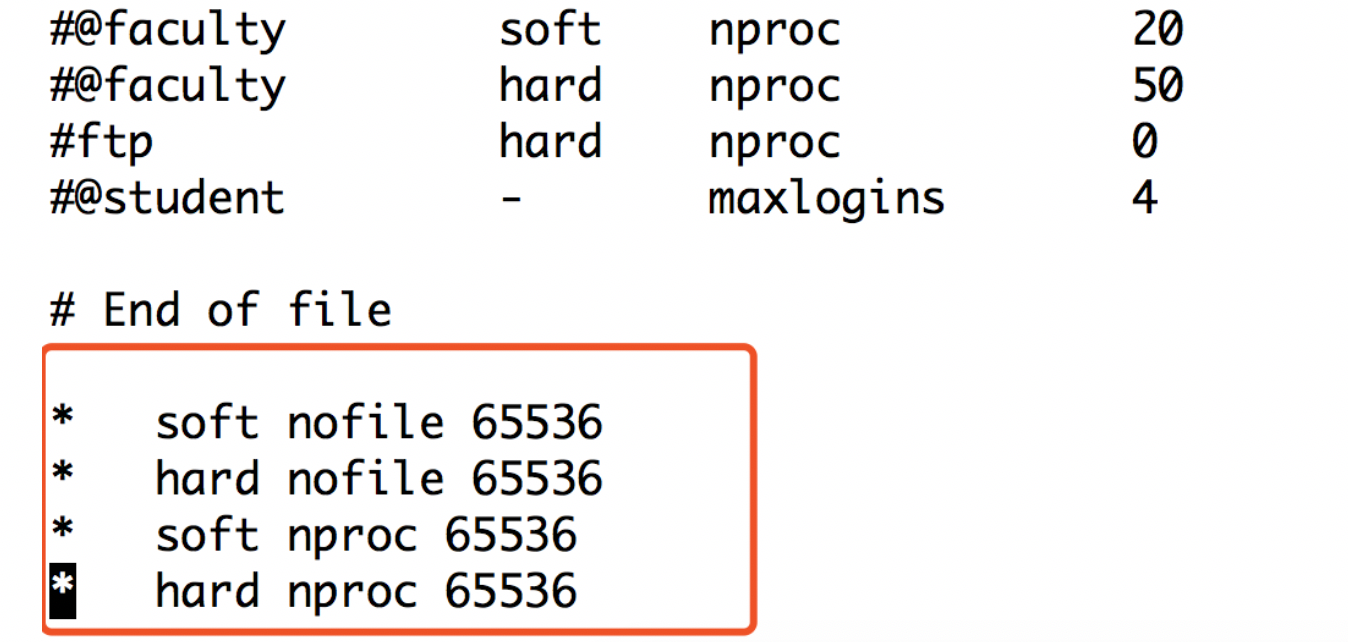 #@faculty        soft    nproc           20
#@faculty        hard    nproc           50
#ftp             hard    nproc           0
#@student        -       maxlogins       4
# End of file
*   soft nofile 65536
*   hard nofile 65536
*   soft nproc 65536
*   hard nproc 65536